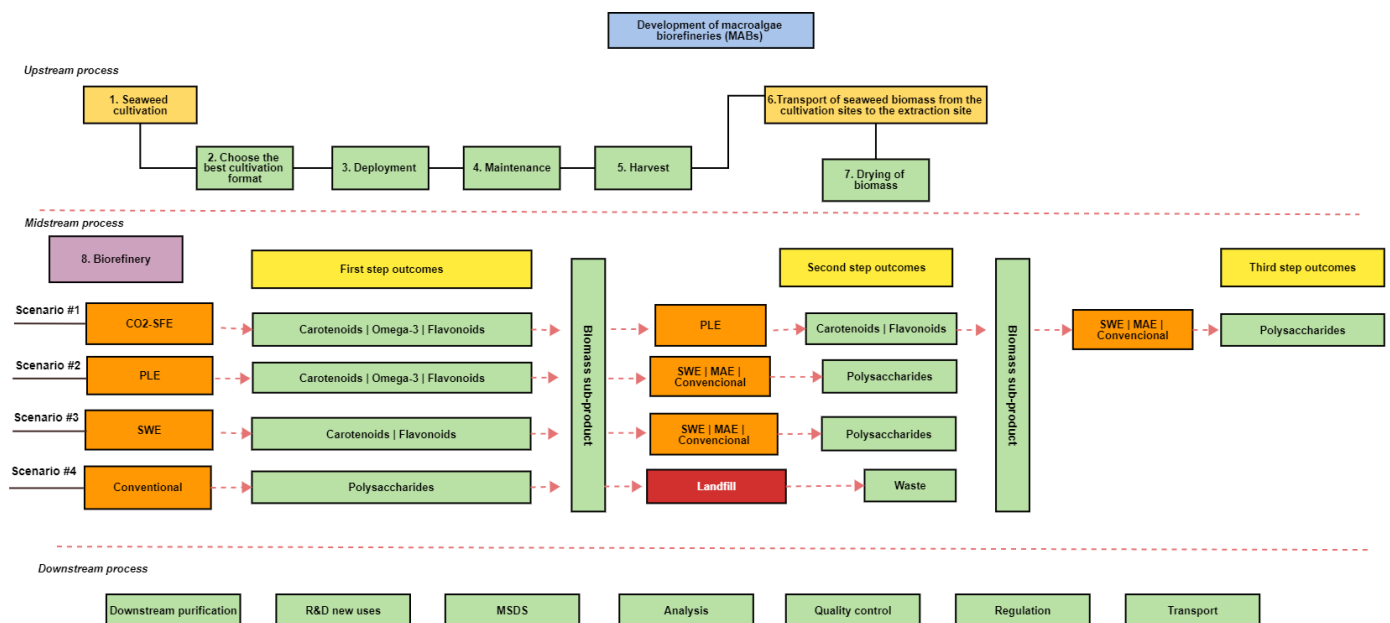 Development of macroalgae
biorefineries (MABs)
Upstream process
1. Seaweed
cultivation
6.Transport of seaweed biomass from the
cultivation sites to the extraction site
2. Choose the
best cultivation
format
3. Deployment
4. Maintenance
5. Harvest
7. Drying of
biomass
Midstream process
8. Biorefinery
First step outcomes
Second step outcomes
Third step outcomes
Scenario #1
CO2-SFE
Carotenoids | Omega-3 | Flavonoids
Biomass sub-product
PLE
Carotenoids | Flavonoids
Biomass sub-product
SWE | MAE |
Convencional
Polysaccharides
Scenario #2
PLE
Carotenoids | Omega-3 | Flavonoids
SWE | MAE |
Convencional
Polysaccharides
Scenario #3
SWE
Carotenoids | Flavonoids
SWE | MAE |
Convencional
Polysaccharides
Scenario #4
Conventional
Polysaccharides
Landfill
Waste
Downstream process
Downstream purification
R&D new uses
MSDS
Analysis
Quality control
Regulation
Transport